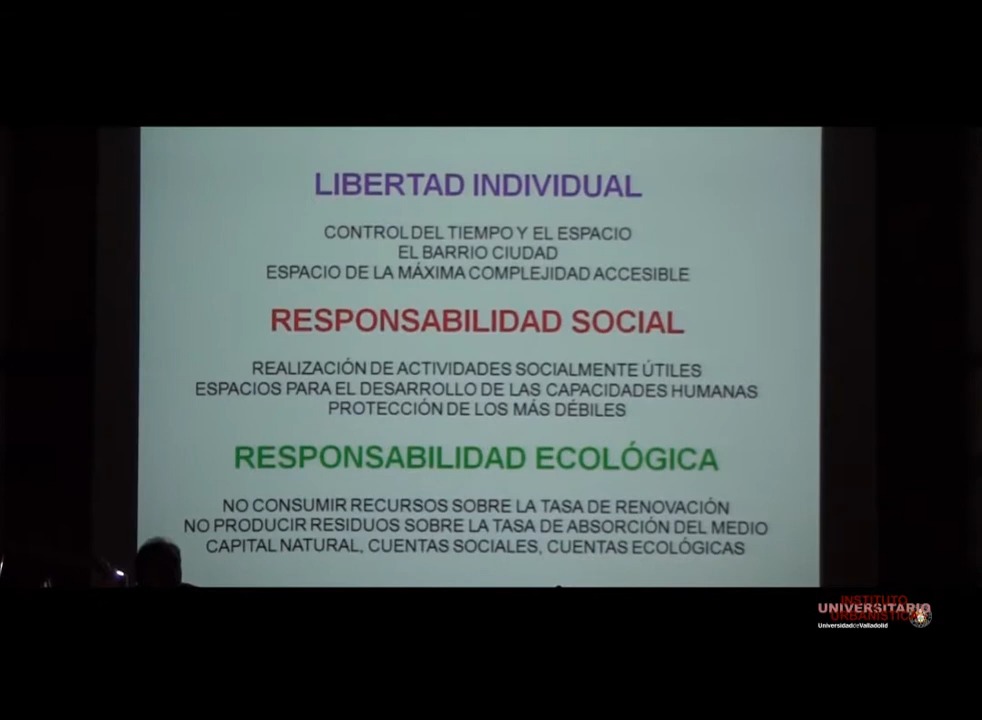 LIBERTAD INDIVIDUAL
CONTROL DEL TIEMPO Y EL ESPACIO
EL BARRIO CIUDAD
ESPACIO DE LA MÁXIMA COMPLEJIDAD ACCESIBLE
RESPONSABILIDAD SOCIAL
REALIZACIÓN DE ACTIVIDADES SOCIALMENTE ÚTILES
ESPACIOS PARA EL DESARROLLO DE LAS CAPACIDADES HUMANAS
PROTECCIÓN DE LOS MÁS DÉBILES
RESPONSABILIDAD ECOLÓGICA
NO CONSUMIR RECURSOS SOBRE LA TASA DE RENOVACIÓN
NO PRODUCIR RESIDUOS SOBRE LA TASA DE ABSORCIÓN DEL MEDIO
CAPITAL NATURAL, CUENTAS SOCIALES, CUENTAS ECOLÓGICAS
INSTITUTO
UNIVERSITARIO
URBANÍSTICA
UniversidaddeValladolid